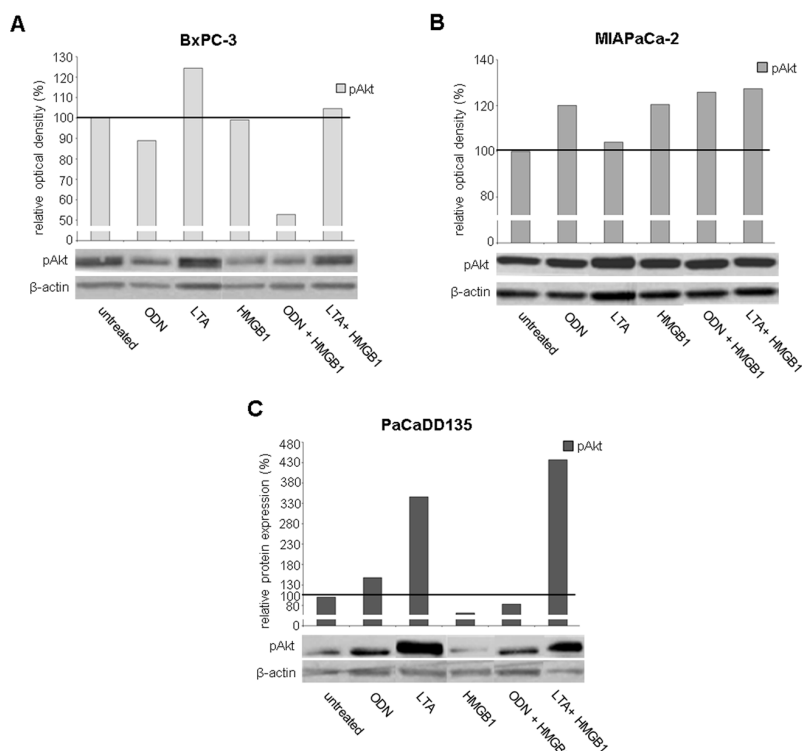 A
BxPC-3
130
120
110
100
90
80
70
60
50
0
relative optical densitiy (%)
pAkt
pAkt
β-actin
untreated
ODN
LTA
HMGB1
ODN + HMGB1
LTA+ HMGB1
B
MIAPaCa-2
140
120
100
80
0
relative optical densitiy (%)
pAkt
pAkt
β-actin
untreated
ODN
LTA
HMGB1
ODN + HMGB1
LTA+ HMGB1
C
PaCaDD135
480
430
380
330
280
230
180
130
100
80
0
relative protein expression (%)
pAkt
pAkt
β-actin
untreated
ODN
LTA
HMGB1
ODN + HMGB
LTA+ HMGB1